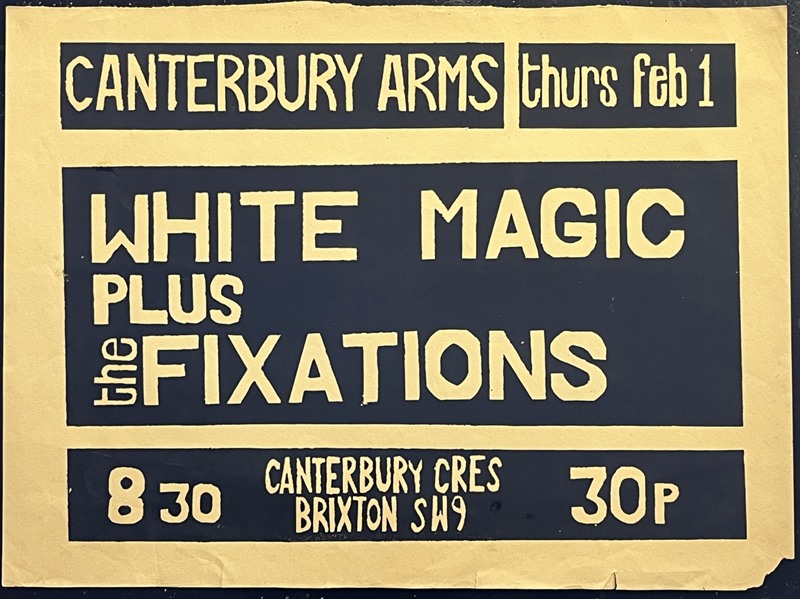 CANTERBURY ARMS thurs feb 1
WHITE MAGIC
PLUS
the FIXATIONS
8 30 CANTERBURY CRES
BRIXTON SW9
30P